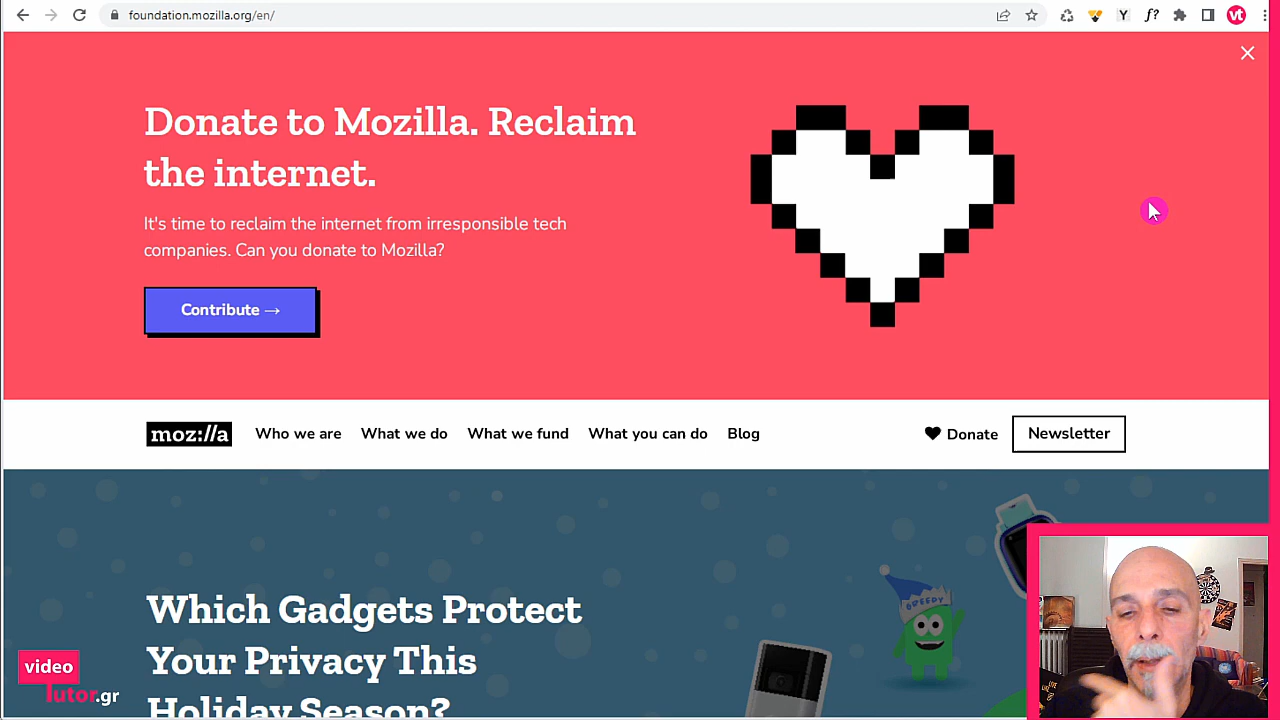 foundation.mozilla.org/en/
Donate to Mozilla. Reclaim
the internet.
It's time to reclaim the internet from irresponsible tech
companies. Can you donate to Mozilla?
Contribute →
moz://a
Who we are
What we do
What we fund
What you can do
Blog
Donate
Newsletter
Which Gadgets Protect
Your Privacy This
Holiday Season?
CREEPY
video
Tutor.gr
Y
f?
vt